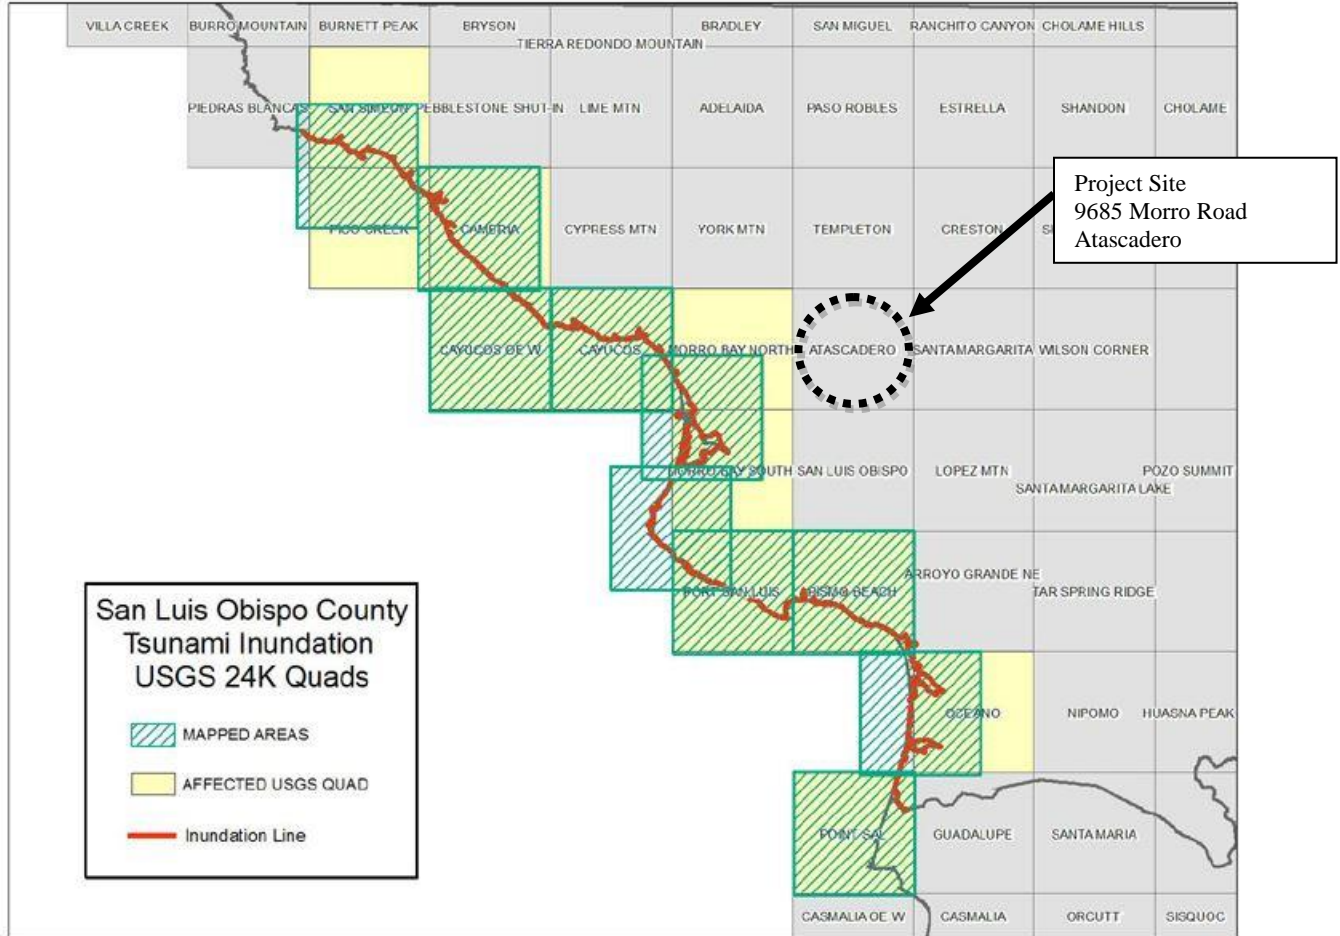 VILLA CREEK
BURRO MOUNTAIN
BURNETT PEAK
BRYSON
BRADLEY
SAN MIGUEL
RANCHITO CANYON
CHOLAME HILLS
TIERRA REDONDO MOUNTAIN
PIEDRAS BLANCAS
SAN SIMEON
PEBBLESTONE SHUT-IN
LIME MTN
ADELAIDA
PASO ROBLES
ESTRELLA
SHANDON
CHOLAME
Project Site
9685 Morro Road
Atascadero
PICO CREEK
CAMBRIA
CYPRESS MTN
YORK MTN
TEMPLETON
CRESTON
CAYUCOS OE W
CAYUCOS
MORRO BAY NORTH
ATASCADERO
SANTA MARGARITA
WILSON CORNER
MORRO BAY SOUTH
SAN LUIS OBISPO
LOPEZ MTN
POZO SUMMIT
SANTA MARGARITA LAKE
ARROYO GRANDE NE
PORT SAN LUIS
PISMO BEACH
TAR SPRING RIDGE
San Luis Obispo County
Tsunami Inundation
USGS 24K Quads
MAPPED AREAS
AFFECTED USGS QUAD
Inundation Line
OCEANO
NIPOMO
HUASNA PEAK
POINT SAL
GUADALUPE
SANTA MARIA
CASMALIA OE W
CASMALIA
ORCUTT
SISQUOC